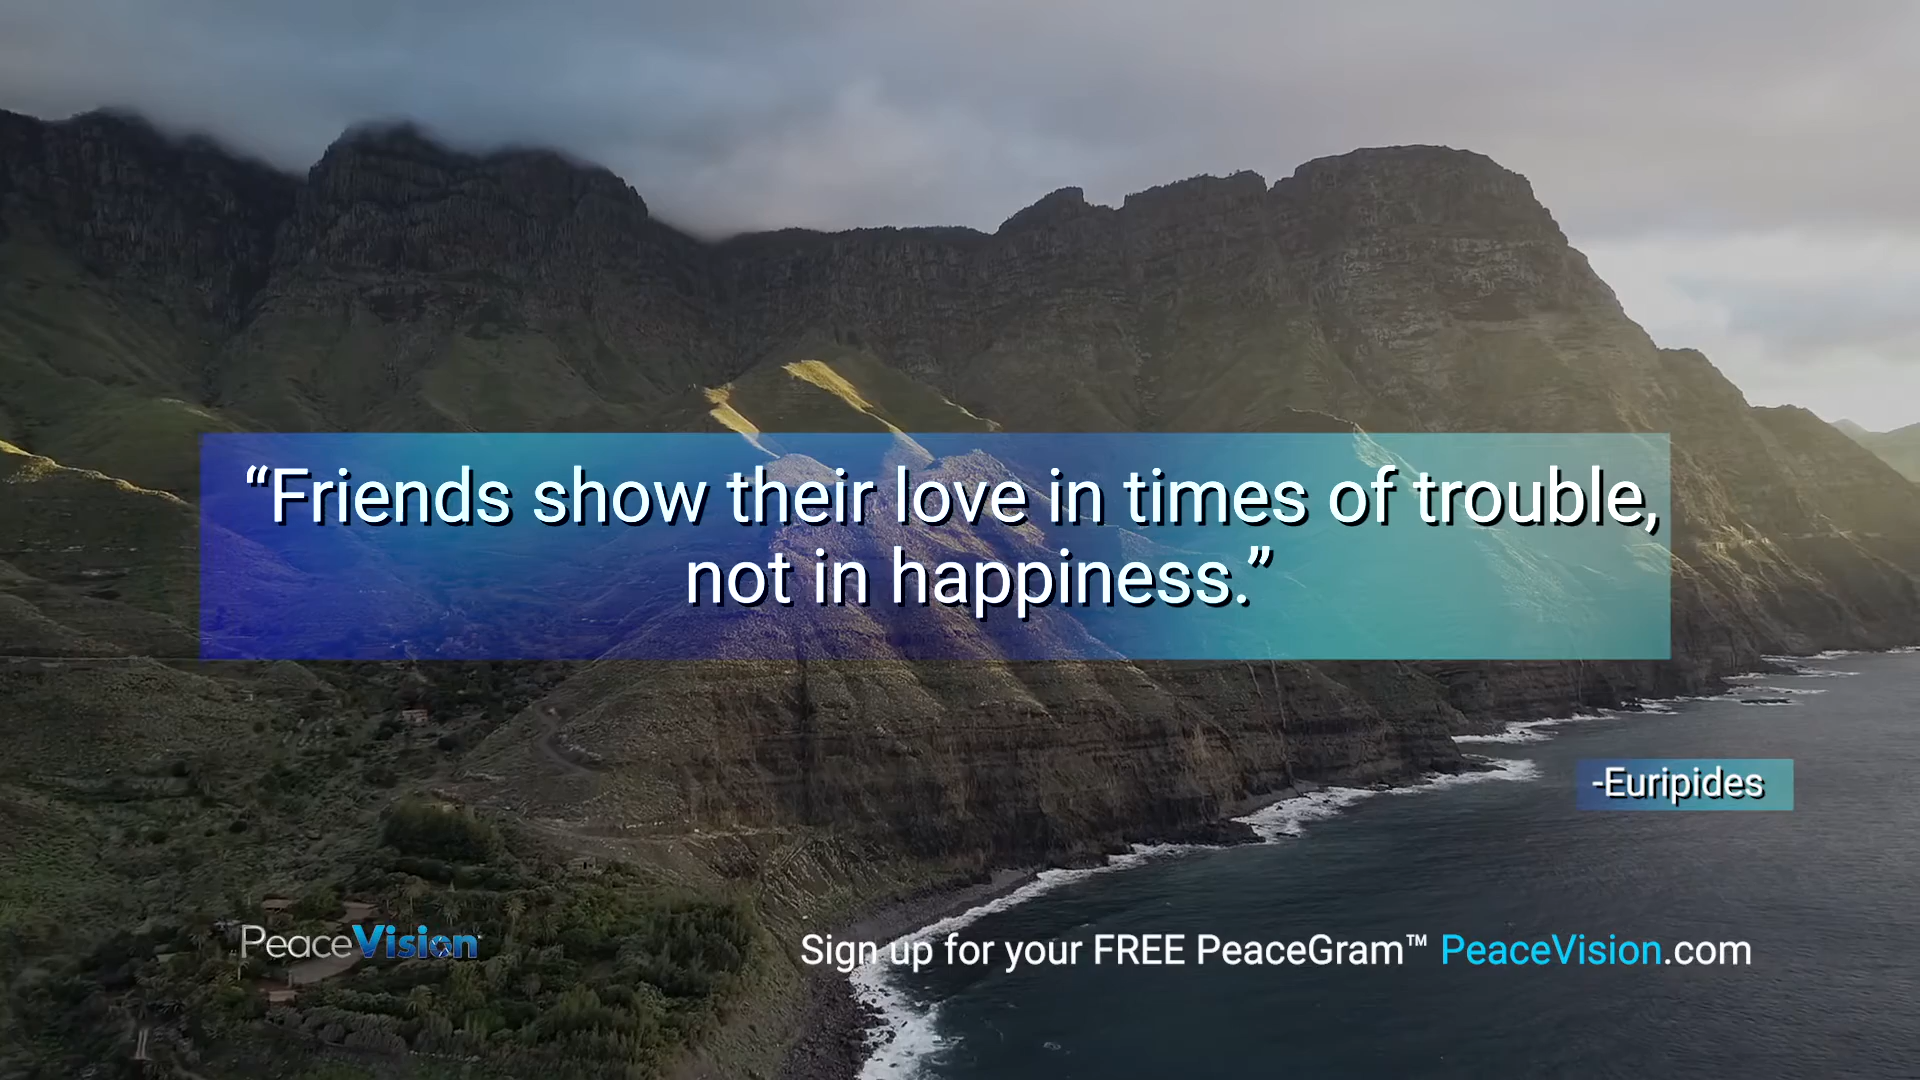 “Friends show their love in times of trouble,
not in happiness.”
-Euripides
PeaceVision
Sign up for your FREE PeaceGram™ PeaceVision.com